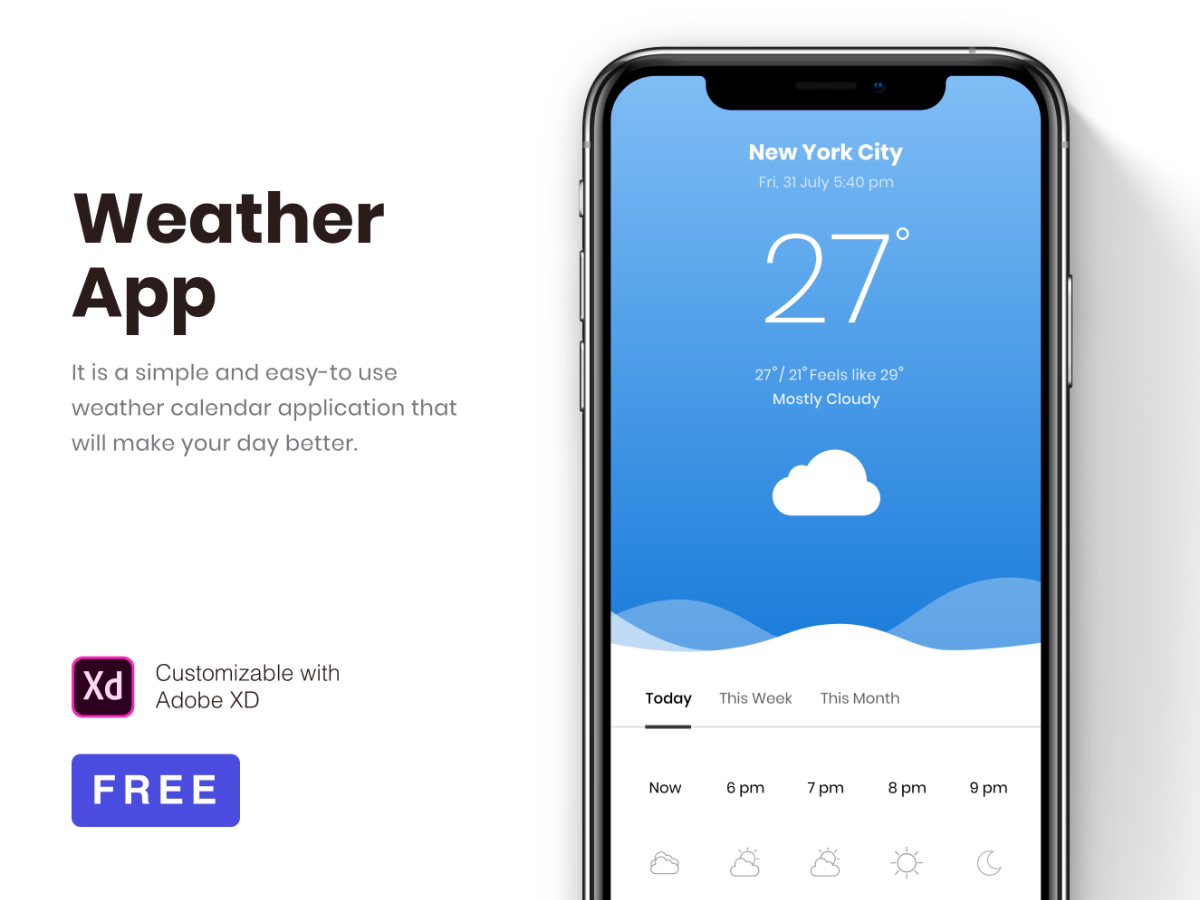 Weather
App
It is a simple and easy-to use
weather calendar application that
will make your day better.
Xd
Customizable with
Adobe XD
FREE
New York City
Fri, 31 July 5:40 pm
27°
27°/ 21° Feels like 29°
Mostly Cloudy
Today This Week This Month
Now 6 pm 7 pm 8 pm 9 pm